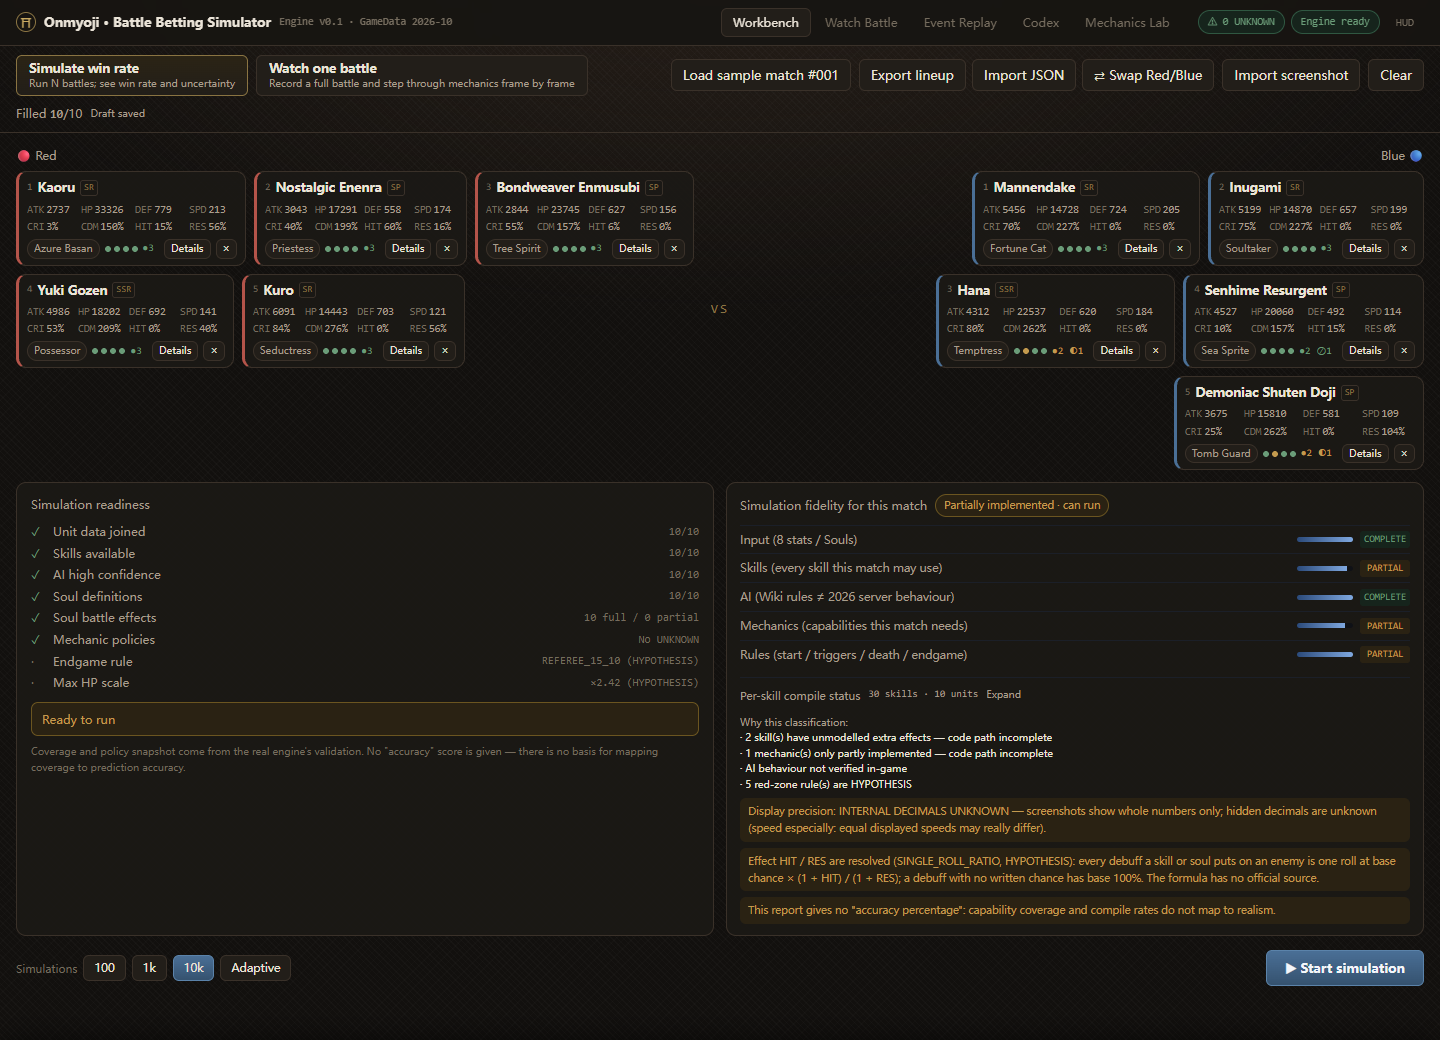 Onmyoji • Battle Betting Simulator Engine v0.1 · GameData 2026-10
Workbench Watch Battle Event Replay Codex Mechanics Lab ⚠ 0 UNKNOWN Engine ready HUD
Simulate win rate
Run N battles; see win rate and uncertainty
Watch one battle
Record a full battle and step through mechanics frame by frame
Load sample match #001 Export lineup Import JSON ⇄ Swap Red/Blue Import screenshot Clear
Filled 10/10 Draft saved
Red
Blue
1 Kaoru SR
ATK 2737 HP 33326 DEF 779 SPD 213
CRI 3% CDM 150% HIT 15% RES 56%
Azure Basan ●3 Details ×
2 Nostalgic Enenra SP
ATK 3043 HP 17291 DEF 558 SPD 174
CRI 40% CDM 199% HIT 60% RES 16%
Priestess ●3 Details ×
3 Bondweaver Enmusubi SP
ATK 2844 HP 23745 DEF 627 SPD 156
CRI 55% CDM 157% HIT 6% RES 0%
Tree Spirit ●3 Details ×
4 Yuki Gozen SSR
ATK 4986 HP 18202 DEF 692 SPD 141
CRI 53% CDM 209% HIT 0% RES 40%
Possessor ●3 Details ×
5 Kuro SR
ATK 6091 HP 14443 DEF 703 SPD 121
CRI 84% CDM 276% HIT 0% RES 56%
Seductress ●3 Details ×
VS
1 Mannendake SR
ATK 5456 HP 14728 DEF 724 SPD 205
CRI 70% CDM 227% HIT 0% RES 0%
Fortune Cat ●3 Details ×
2 Inugami SR
ATK 5199 HP 14870 DEF 657 SPD 199
CRI 75% CDM 227% HIT 0% RES 0%
Soultaker ●3 Details ×
3 Hana SSR
ATK 4312 HP 22537 DEF 620 SPD 184
CRI 80% CDM 262% HIT 0% RES 0%
Temptress ●2 ◐1 Details ×
4 Senhime Resurgent SP
ATK 4527 HP 20060 DEF 492 SPD 114
CRI 10% CDM 157% HIT 15% RES 0%
Sea Sprite ●2 ⊘1 Details ×
5 Demoniac Shuten Doji SP
ATK 3675 HP 15810 DEF 581 SPD 109
CRI 25% CDM 262% HIT 0% RES 104%
Tomb Guard ●2 ◐1 Details ×
Simulation readiness
✓ Unit data joined 10/10
✓ Skills available 10/10
✓ AI high confidence 10/10
✓ Soul definitions 10/10
✓ Soul battle effects 10 full / 0 partial
✓ Mechanic policies No UNKNOWN
· Endgame rule REFEREE_15_10 (HYPOTHESIS)
· Max HP scale ×2.42 (HYPOTHESIS)
Ready to run
Coverage and policy snapshot come from the real engine's validation. No "accuracy" score is given — there is no basis for mapping
coverage to prediction accuracy.
Simulation fidelity for this match Partially implemented · can run
Input (8 stats / Souls) COMPLETE
Skills (every skill this match may use) PARTIAL
AI (Wiki rules ≠ 2026 server behaviour) COMPLETE
Mechanics (capabilities this match needs) PARTIAL
Rules (start / triggers / death / endgame) PARTIAL
Per-skill compile status 30 skills · 10 units Expand
Why this classification:
· 2 skill(s) have unmodelled extra effects — code path incomplete
· 1 mechanic(s) only partly implemented — code path incomplete
· AI behaviour not verified in-game
· 5 red-zone rule(s) are HYPOTHESIS
Display precision: INTERNAL DECIMALS UNKNOWN — screenshots show whole numbers only; hidden decimals are unknown
(speed especially: equal displayed speeds may really differ).
Effect HIT / RES are resolved (SINGLE_ROLL_RATIO, HYPOTHESIS): every debuff a skill or soul puts on an enemy is one roll at base
chance × (1 + HIT) / (1 + RES); a debuff with no written chance has base 100%. The formula has no official source.
This report gives no "accuracy percentage": capability coverage and compile rates do not map to realism.
Simulations 100 1k 10k Adaptive
▶ Start simulation